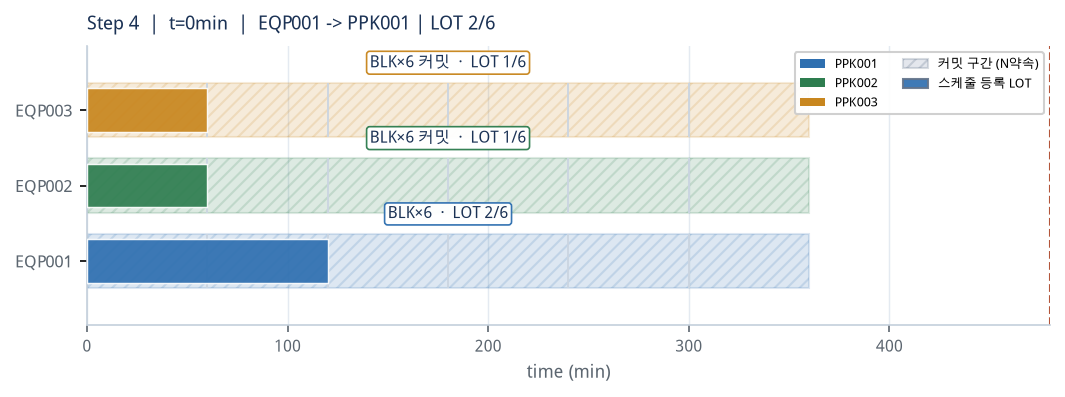 Step 4 | t=0min | EQP001 -> PPK001 | LOT 2/6
BLK×6 커밋 · LOT 1/6
PPK001
PPK002
PPK003
커밋 구간 (N약속)
스케줄 등록 LOT
EQP003
BLK×6 커밋 · LOT 1/6
EQP002
BLK×6 · LOT 2/6
EQP001
0 100 200 300 400
time (min)